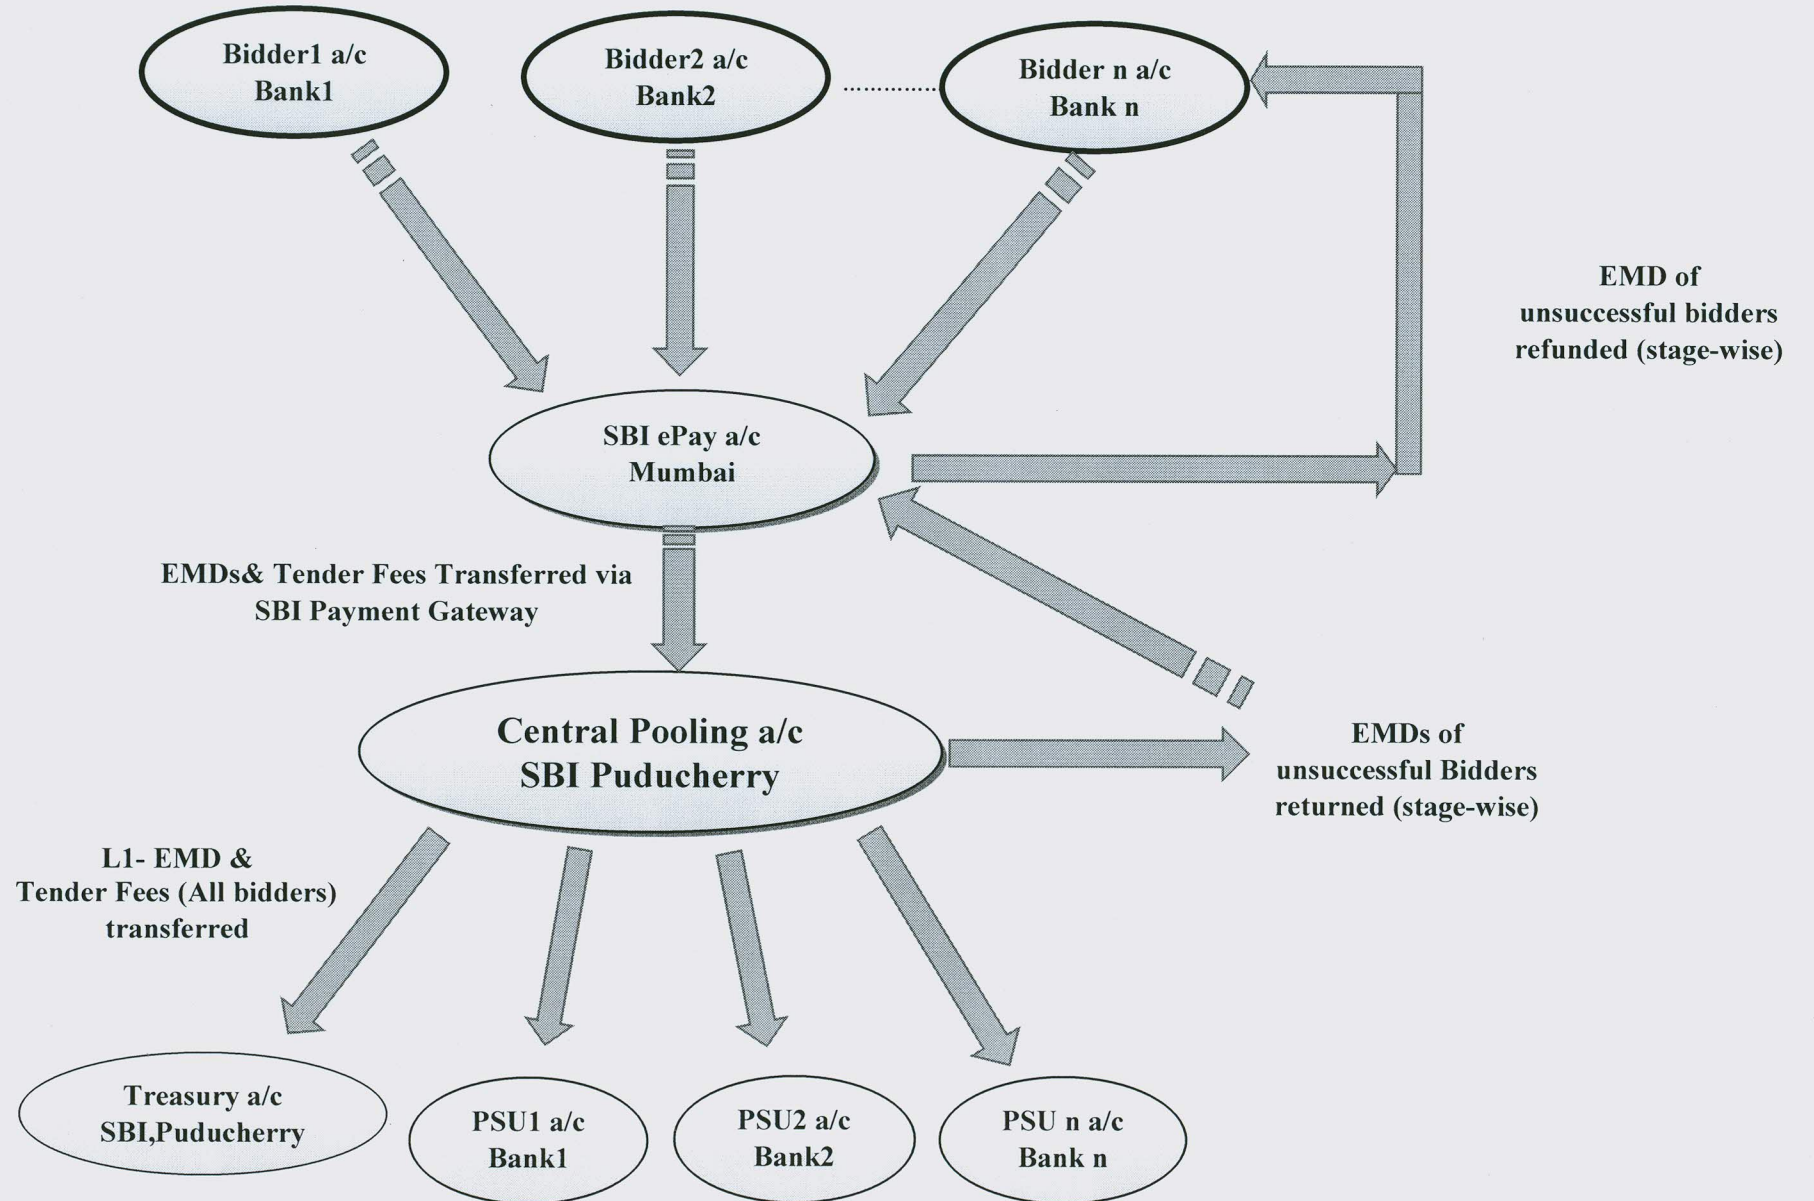 Bidder1 a/c
Bank1
Bidder2 a/c
Bank2
Bidder n a/c
Bank n
EMD of
unsuccessful bidders
refunded (stage-wise)
SBI ePay a/c
Mumbai
EMDs& Tender Fees Transferred via
SBI Payment Gateway
Central Pooling a/c
SBI Puducherry
EMDs of
unsuccessful Bidders
returned (stage-wise)
L1- EMD &
Tender Fees (All bidders)
transferred
Treasury a/c
SBI,Puducherry
PSU1 a/c
Bank1
PSU2 a/c
Bank2
PSU n a/c
Bank n